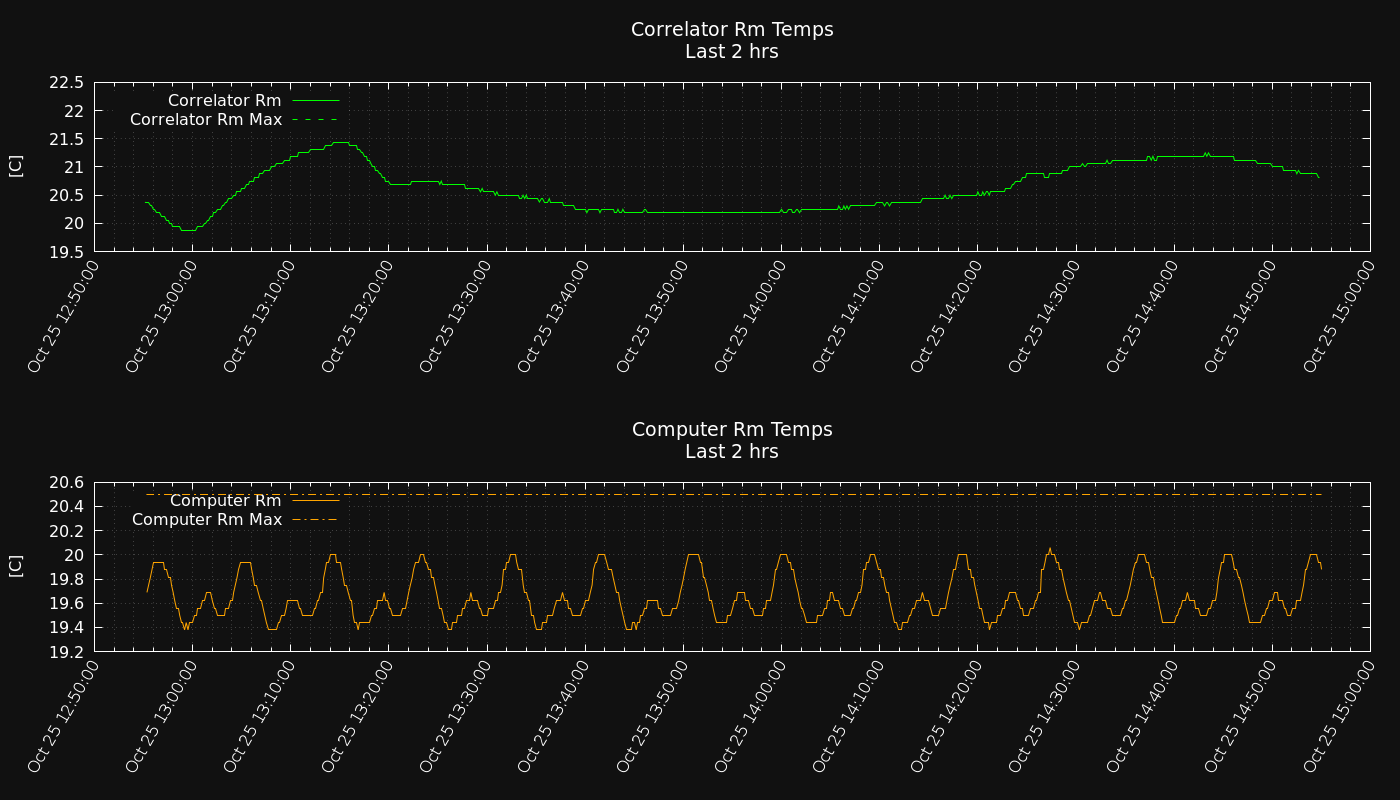 Correlator Rm Temps
Last 2 hrs
22.5
22
21.5
21
20.5
20
19.5
[C]
Correlator Rm
Correlator Rm Max
Oct 25 12:50:00
Oct 25 13:00:00
Oct 25 13:10:00
Oct 25 13:20:00
Oct 25 13:30:00
Oct 25 13:40:00
Oct 25 13:50:00
Oct 25 14:00:00
Oct 25 14:10:00
Oct 25 14:20:00
Oct 25 14:30:00
Oct 25 14:40:00
Oct 25 14:50:00
Oct 25 15:00:00
Computer Rm Temps
Last 2 hrs
20.6
20.4
20.2
20
19.8
19.6
19.4
19.2
[C]
Computer Rm
Computer Rm Max
Oct 25 12:50:00
Oct 25 13:00:00
Oct 25 13:10:00
Oct 25 13:20:00
Oct 25 13:30:00
Oct 25 13:40:00
Oct 25 13:50:00
Oct 25 14:00:00
Oct 25 14:10:00
Oct 25 14:20:00
Oct 25 14:30:00
Oct 25 14:40:00
Oct 25 14:50:00
Oct 25 15:00:00